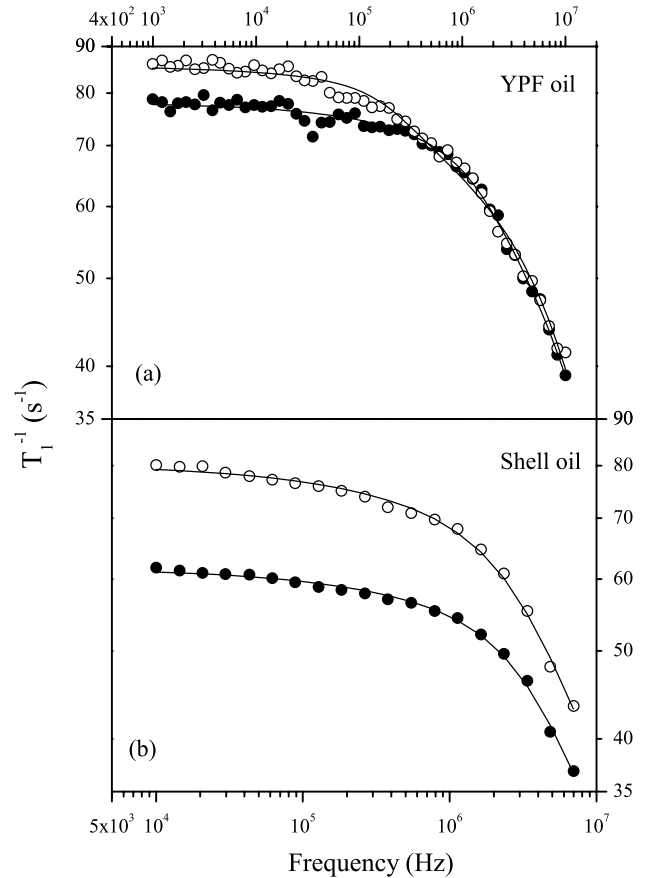 4x10² 10³ 10⁴ 10⁵ 10⁶ 10⁷
90
80
70
60
50
40
35
YPF oil
(a)
T₁⁻¹ (s⁻¹)
90
80
70
60
50
40
35
Shell oil
(b)
5x10³ 10⁴ 10⁵ 10⁶ 10⁷
Frequency (Hz)